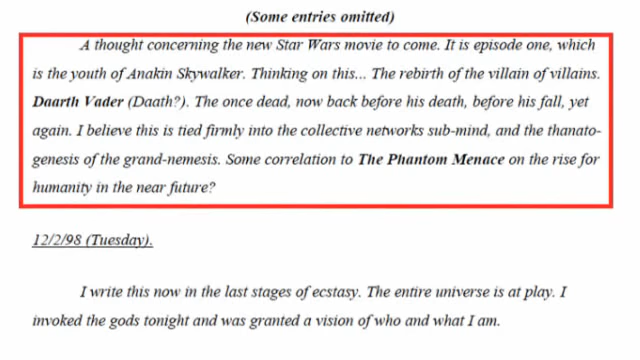 (Some entries omitted)
A thought concerning the new Star Wars movie to come. It is episode one, which
is the youth of Anakin Skywalker. Thinking on this... The rebirth of the villain of villains.
Daarth Vader (Daath?). The once dead, now back before his death, before his fall, yet
again. I believe this is tied firmly into the collective networks sub-mind, and the thanato-
genesis of the grand-nemesis. Some correlation to The Phantom Menace on the rise for
humanity in the near future?
12/2/98 (Tuesday).
I write this now in the last stages of ecstasy. The entire universe is at play. I
invoked the gods tonight and was granted a vision of who and what I am.